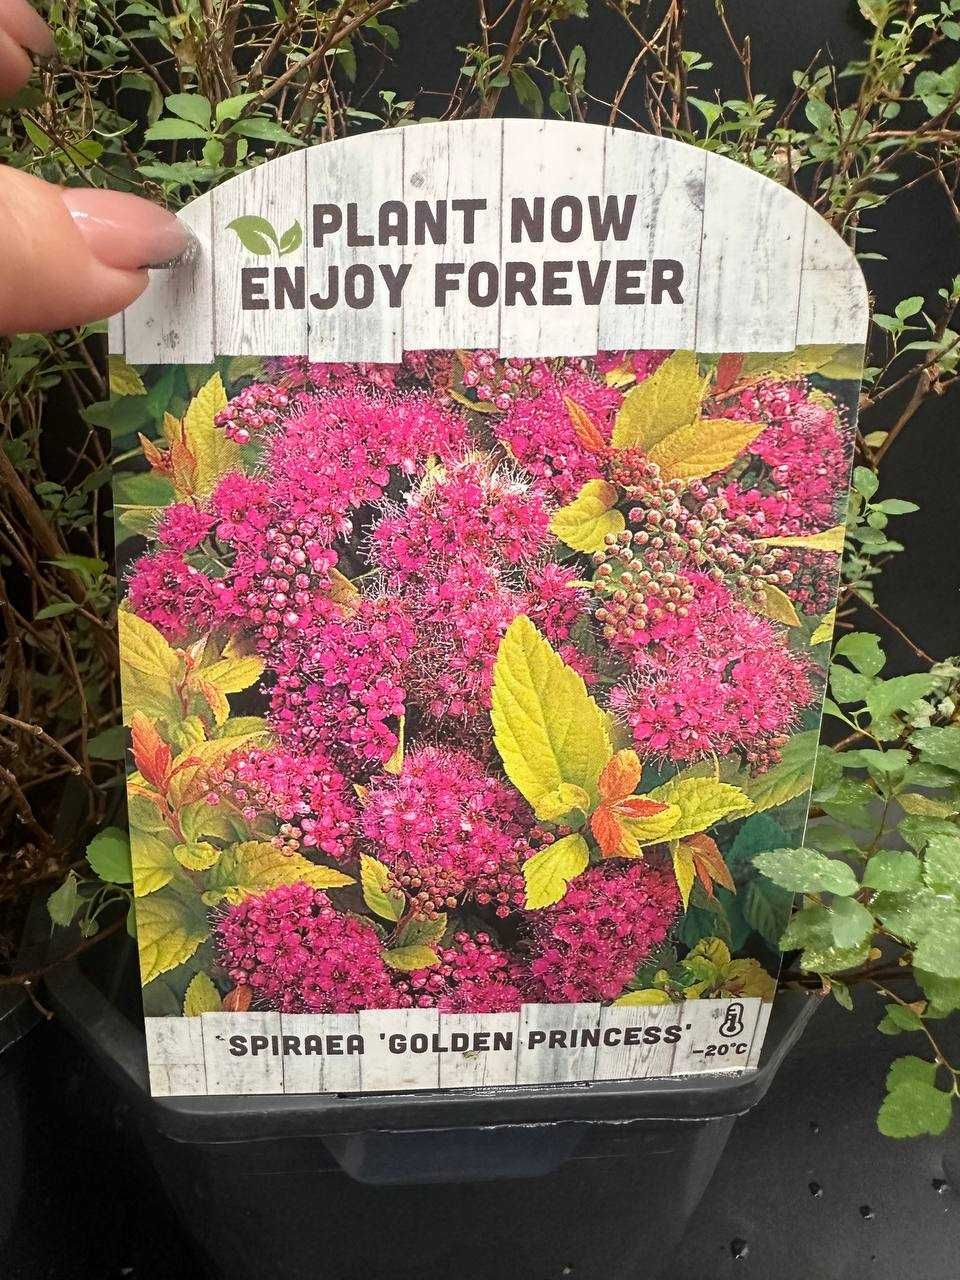 PLANT NOW
ENJOY FOREVER
SPIRAEA 'GOLDEN PRINCESS'
-20°C